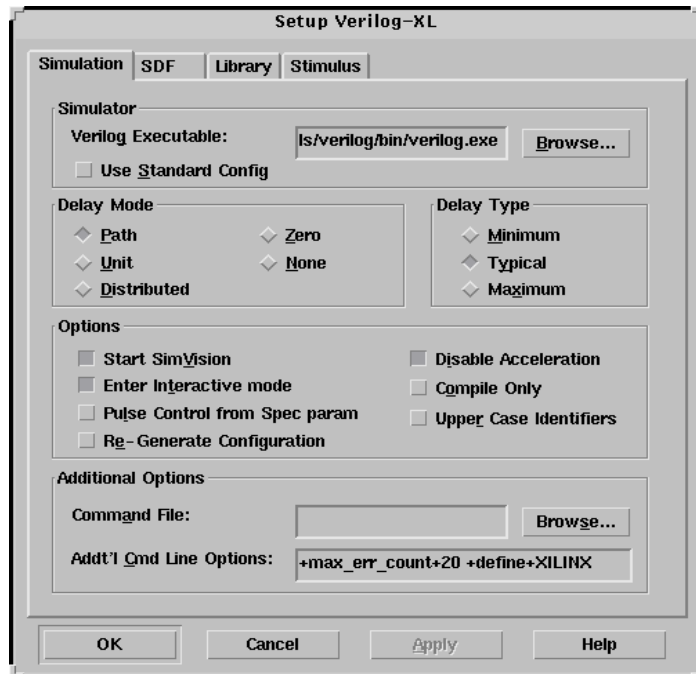 Setup Verilog-XL
Simulation SDF Library Stimulus
Simulator
Verilog Executable: ls/verilog/bin/verilog.exe Browse...
Use Standard Config
Delay Mode Delay Type
Path Zero Minimum
Unit None Typical
Distributed Maximum
Options
Start SimVision Disable Acceleration
Enter Interactive mode Compile Only
Pulse Control from Spec param Upper Case Identifiers
Re-Generate Configuration
Additional Options
Command File: Browse...
Addt'l Cmd Line Options: +max_err_count+20 +define+XILINX
OK Cancel Apply Help